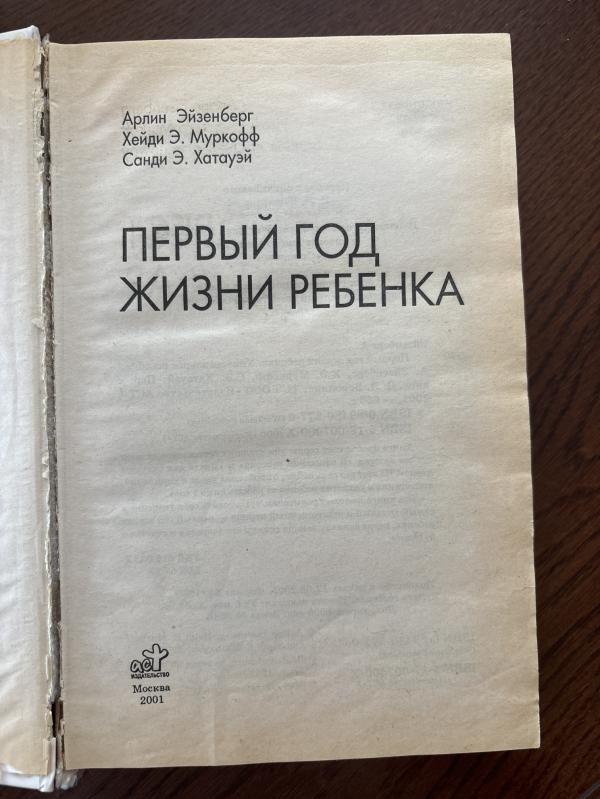 Арлин Эйзенберг
Хейди Э. Муркофф
Санди Э. Хатауэй
ПЕРВЫЙ ГОД
ЖИЗНИ РЕБЕНКА
аст
ИЗДАТЕЛЬСТВО
Москва
2001